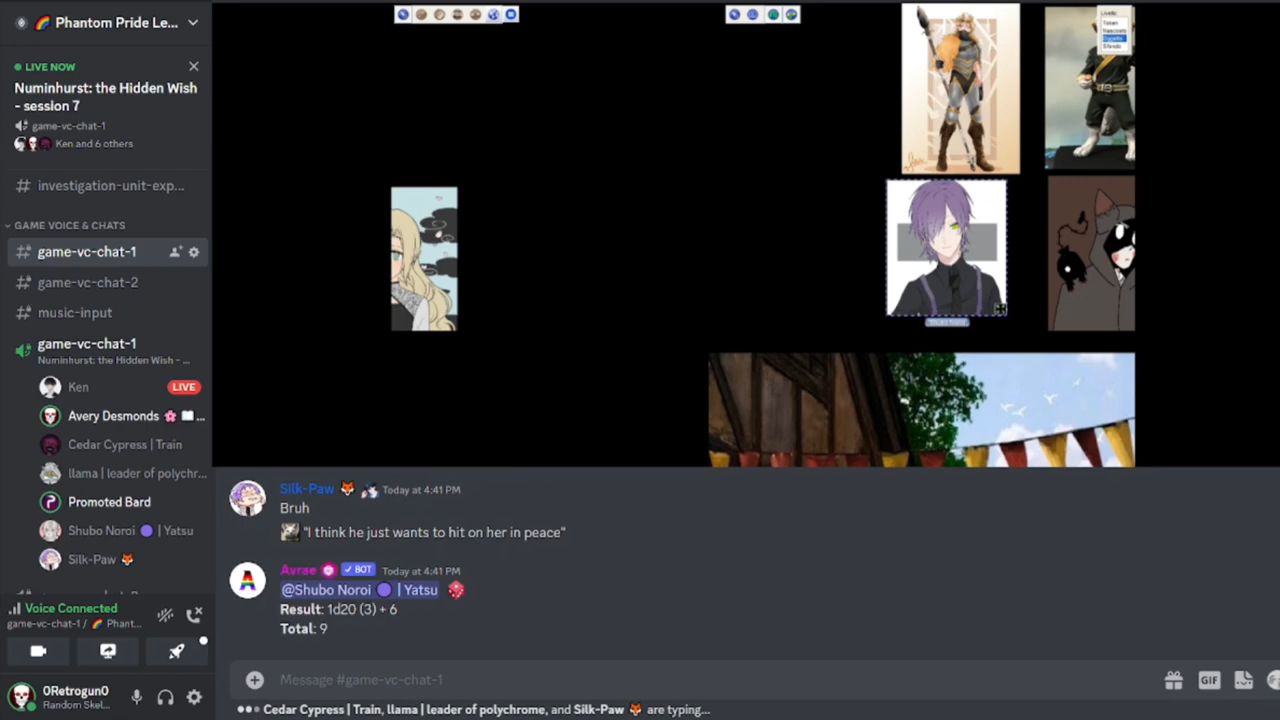 Phantom Pride Le...
LIVE NOW
Numinhurst: the Hidden Wish
- session 7
game-vc-chat-1
Ken and 6 others
investigation-unit-exp...
GAME VOICE & CHATS
game-vc-chat-1
game-vc-chat-2
music-input
game-vc-chat-1
Numinhurst: the Hidden Wish - ...
Ken
LIVE
Avery Desmonds ...
Cedar Cypress | Train
llama | leader of polychr...
Promoted Bard
Shubo Noroi | Yatsu
Silk-Paw
Voice Connected
game-vc-chat-1 / Phant...
0Retrogun0
Random Skel...
Silk-Paw Today at 4:41 PM
Bruh
"I think he just wants to hit on her in peace"
A
Avrae BOT Today at 4:41 PM
@Shubo Noroi | Yatsu
Result: 1d20 (3) + 6
Total: 9
Message #game-vc-chat-1
GIF
Cedar Cypress | Train, llama | leader of polychrome, and Silk-Paw are typing...